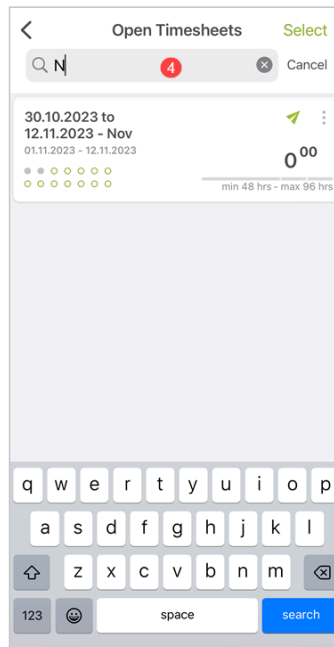 Open Timesheets Select
N 4 Cancel
30.10.2023 to
12.11.2023 - Nov
01.11.2023 - 12.11.2023
0 00
min 48 hrs - max 96 hrs
q w e r t y u i o p
a s d f g h j k l
z x c v b n m
123 space search